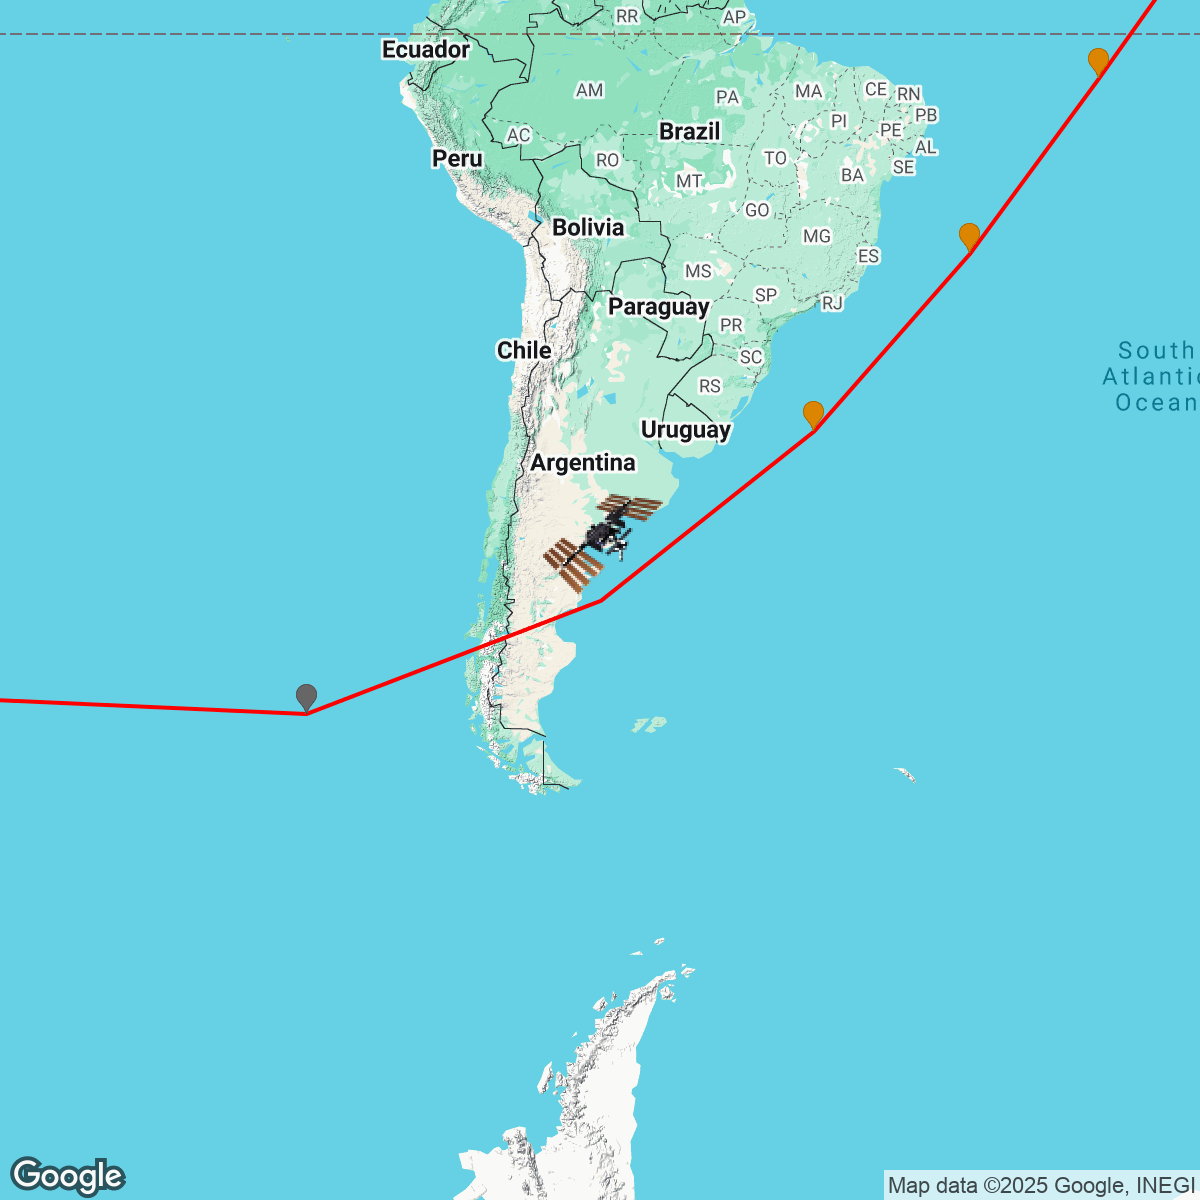 RR
AP
Ecuador
AM
PA
MA
CE
RN
PI
PB
PE
AC
Brazil
AL
Peru
RO
TO
SE
MT
BA
GO
Bolivia
MG
ES
MS
SP
Paraguay
RJ
PR
Chile
SC
South
Atlantic
Ocean
RS
Uruguay
Argentina
Google
Map data ©2025 Google, INEGI